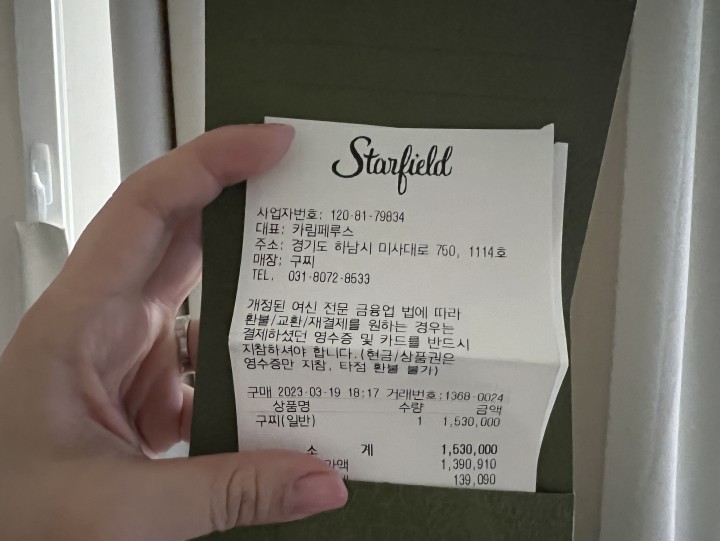 Starfield
사업자번호: 120-81-79834
대표: 카림페루스
주소: 경기도 하남시 미사대로 750, 1114호
매장: 구찌
TEL. 031-8072-8533
개정된 여신 전문 금융업 법에 따라
환불/교환/재결제를 원하는 경우는
결제하셨던 영수증 및 카드를 반드시
지참하셔야 합니다.(현금/상품권은
영수증만 지참, 타점 환불 불가)
구매 2023-03-19 18:17 거래번호:1368-0024
상품명 수량 금액
구찌(일반) 1 1,530,000
소 계 1,530,000
1,390,910
139,090